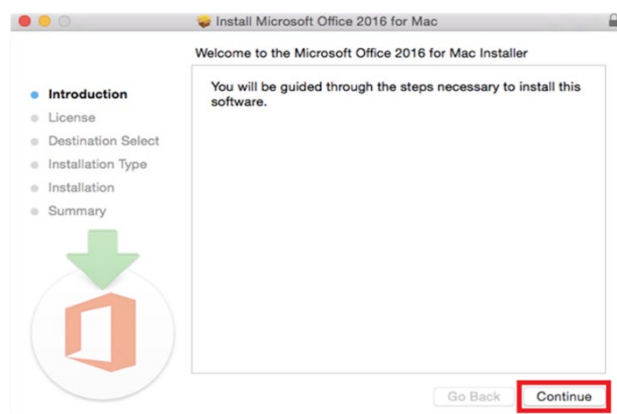 Install Microsoft Office 2016 for Mac
Welcome to the Microsoft Office 2016 for Mac Installer
Introduction
License
Destination Select
Installation Type
Installation
Summary
You will be guided through the steps necessary to install this
software.
Go Back
Continue